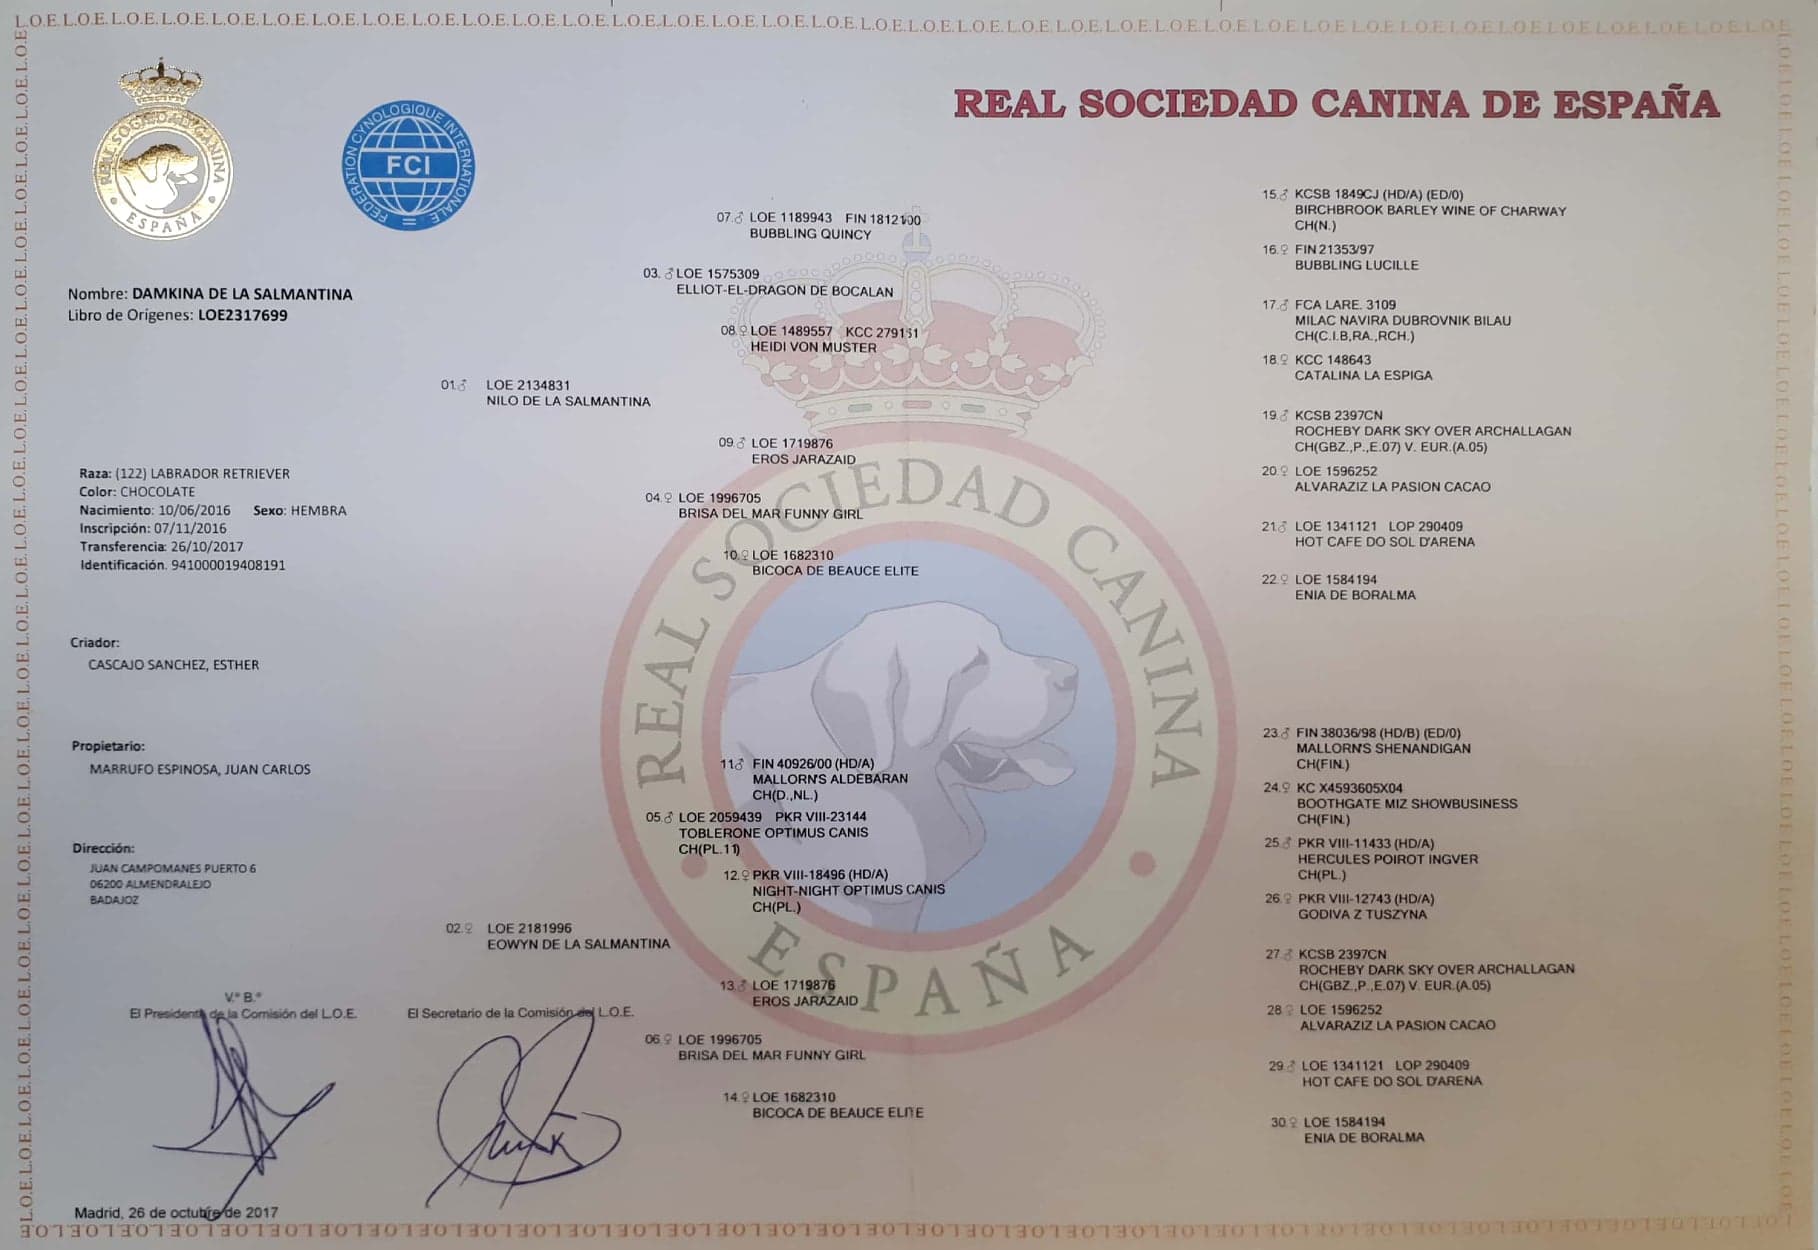 L.O.E.L.O.E.L.O.E.L.O.E.L.O.E.L.O.E.L.O.E.L.O.E.L.O.E.L.O.E.L.O.E.L.O.E.
REAL SOCIEDAD CANINA
ESPAÑA
FEDERATION CYNOLOGIQUE INTERNATIONALE
FCI
REAL SOCIEDAD CANINA DE ESPAÑA
Nombre: DAMKINA DE LA SALMANTINA
Libro de Orígenes: LOE2317699
Raza: (122) LABRADOR RETRIEVER
Color: CHOCOLATE
Nacimiento: 10/06/2016 Sexo: HEMBRA
Inscripción: 07/11/2016
Transferencia: 26/10/2017
Identificación. 941000019408191
Criador:
CASCAJO SANCHEZ, ESTHER
Propietario:
MARRUFO ESPINOSA, JUAN CARLOS
Dirección:
JUAN CAMPOMANES PUERTO 6
06200 ALMENDRALEJO
BADAJOZ
V.º B.º
El Presidente de la Comisión del L.O.E.
El Secretario de la Comisión del L.O.E.
Madrid, 26 de octubre de 2017
01.♂ LOE 2134831
NILO DE LA SALMANTINA
02.♀ LOE 2181996
EOWYN DE LA SALMANTINA
03.♂ LOE 1575309
ELLIOT-EL-DRAGON DE BOCALAN
04.♀ LOE 1996705
BRISA DEL MAR FUNNY GIRL
05.♂ LOE 2059439 PKR VIII-23144
TOBLERONE OPTIMUS CANIS
CH(PL.11)
06.♀ LOE 1996705
BRISA DEL MAR FUNNY GIRL
07.♂ LOE 1189943 FIN 18121/00
BUBBLING QUINCY
08.♀ LOE 1489557 KCC 279151
HEIDI VON MUSTER
09.♂ LOE 1719876
EROS JARAZAID
10.♀ LOE 1682310
BICOCA DE BEAUCE ELITE
11♂ FIN 40926/00 (HD/A)
MALLORN'S ALDEBARAN
CH(D.,NL.)
12.♀ PKR VIII-18496 (HD/A)
NIGHT-NIGHT OPTIMUS CANIS
CH(PL.)
13.♂ LOE 1719876
EROS JARAZAID
14.♀ LOE 1682310
BICOCA DE BEAUCE ELITE
15.♂ KCSB 1849CJ (HD/A) (ED/0)
BIRCHBROOK BARLEY WINE OF CHARWAY
CH(N.)
16.♀ FIN 21353/97
BUBBLING LUCILLE
17.♂ FCA LARE. 3109
MILAC NAVIRA DUBROVNIK BILAU
CH(C.I.B,RA.,RCH.)
18.♀ KCC 148643
CATALINA LA ESPIGA
19.♂ KCSB 2397CN
ROCHEBY DARK SKY OVER ARCHALLAGAN
CH(GBZ.,P.,E.07) V. EUR.(A.05)
20.♀ LOE 1596252
ALVARAZIZ LA PASION CACAO
21.♂ LOE 1341121 LOP 290409
HOT CAFE DO SOL D'ARENA
22.♀ LOE 1584194
ENIA DE BORALMA
23.♂ FIN 38036/98 (HD/B) (ED/0)
MALLORN'S SHENANDIGAN
CH(FIN.)
24.♀ KC X4593605X04
BOOTHGATE MIZ SHOWBUSINESS
CH(FIN.)
25.♂ PKR VIII-11433 (HD/A)
HERCULES POIROT INGVER
CH(PL.)
26.♀ PKR VIII-12743 (HD/A)
GODIVA Z TUSZYNA
27.♂ KCSB 2397CN
ROCHEBY DARK SKY OVER ARCHALLAGAN
CH(GBZ.,P.,E.07) V. EUR.(A.05)
28.♀ LOE 1596252
ALVARAZIZ LA PASION CACAO
29.♂ LOE 1341121 LOP 290409
HOT CAFE DO SOL D'ARENA
30.♀ LOE 1584194
ENIA DE BORALMA
REAL SOCIEDAD CANINA
ESPAÑA